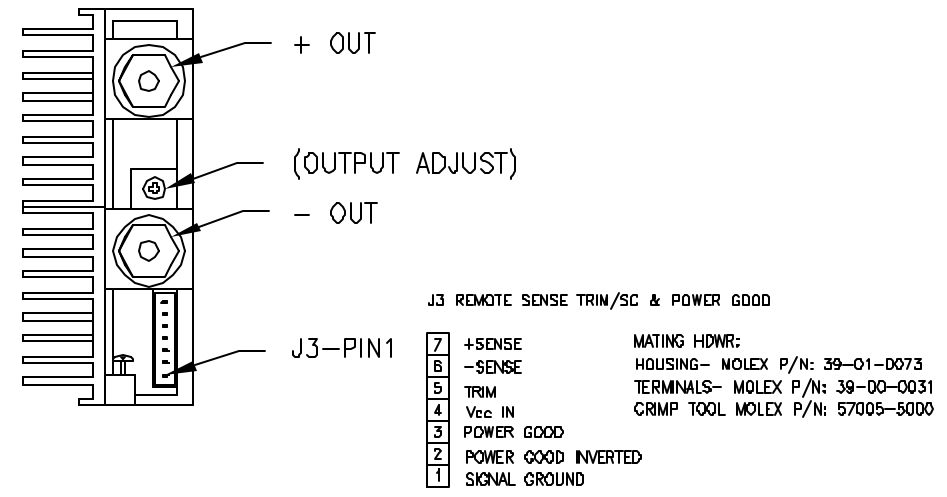 + OUT
(OUTPUT ADJUST)
- OUT
J3-PIN1
J3 REMOTE SENSE TRIM/SC & POWER GOOD
7 +SENSE
6 -SENSE
5 TRIM
4 Vcc IN
3 POWER GOOD
2 POWER GOOD INVERTED
1 SIGNAL GROUND
MATING HDWR:
HOUSING- MOLEX P/N: 39-01-0073
TERMINALS- MOLEX P/N: 39-00-0031
CRIMP TOOL MOLEX P/N: 57005-5000